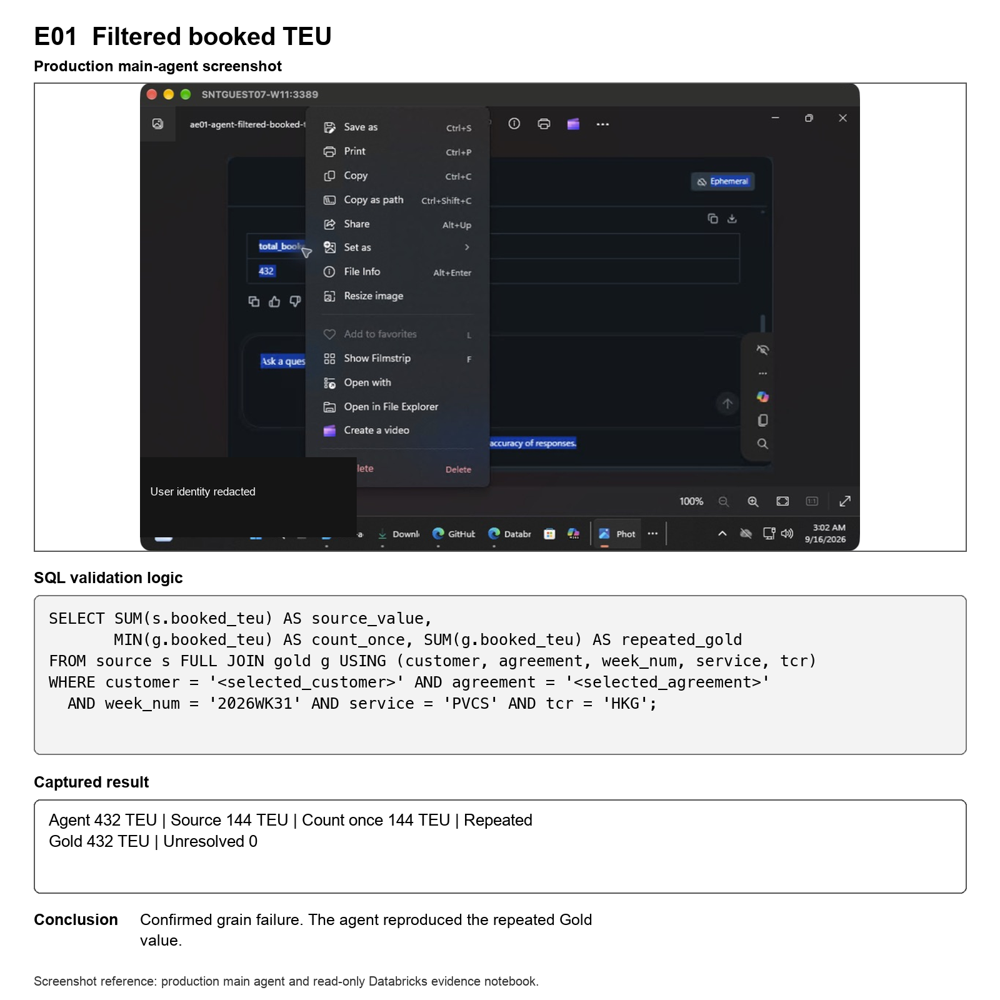 E01  Filtered booked TEU
Production main-agent screenshot
SNTGUEST07-W11:3389
ae01-agent-filtered-booked-t
Save as Ctrl+S
Print Ctrl+P
Copy Ctrl+C
Copy as path Ctrl+Shift+C
Share Alt+Up
Set as
File Info Alt+Enter
Resize image
Add to favorites L
Show Filmstrip F
Open with
Open in File Explorer
Create a video
lete Delete
Ephemeral
total_book
432
Ask a ques
accuracy of responses.
User identity redacted
100%
1:1
Downl
GitHub
Databr
Phot
3:02 AM
9/16/2026
SQL validation logic
SELECT SUM(s.booked_teu) AS source_value,
       MIN(g.booked_teu) AS count_once, SUM(g.booked_teu) AS repeated_gold
FROM source s FULL JOIN gold g USING (customer, agreement, week_num, service, tcr)
WHERE customer = '<selected_customer>' AND agreement = '<selected_agreement>'
  AND week_num = '2026WK31' AND service = 'PVCS' AND tcr = 'HKG';
Captured result
Agent 432 TEU | Source 144 TEU | Count once 144 TEU | Repeated
Gold 432 TEU | Unresolved 0
Conclusion Confirmed grain failure. The agent reproduced the repeated Gold
value.
Screenshot reference: production main agent and read-only Databricks evidence notebook.